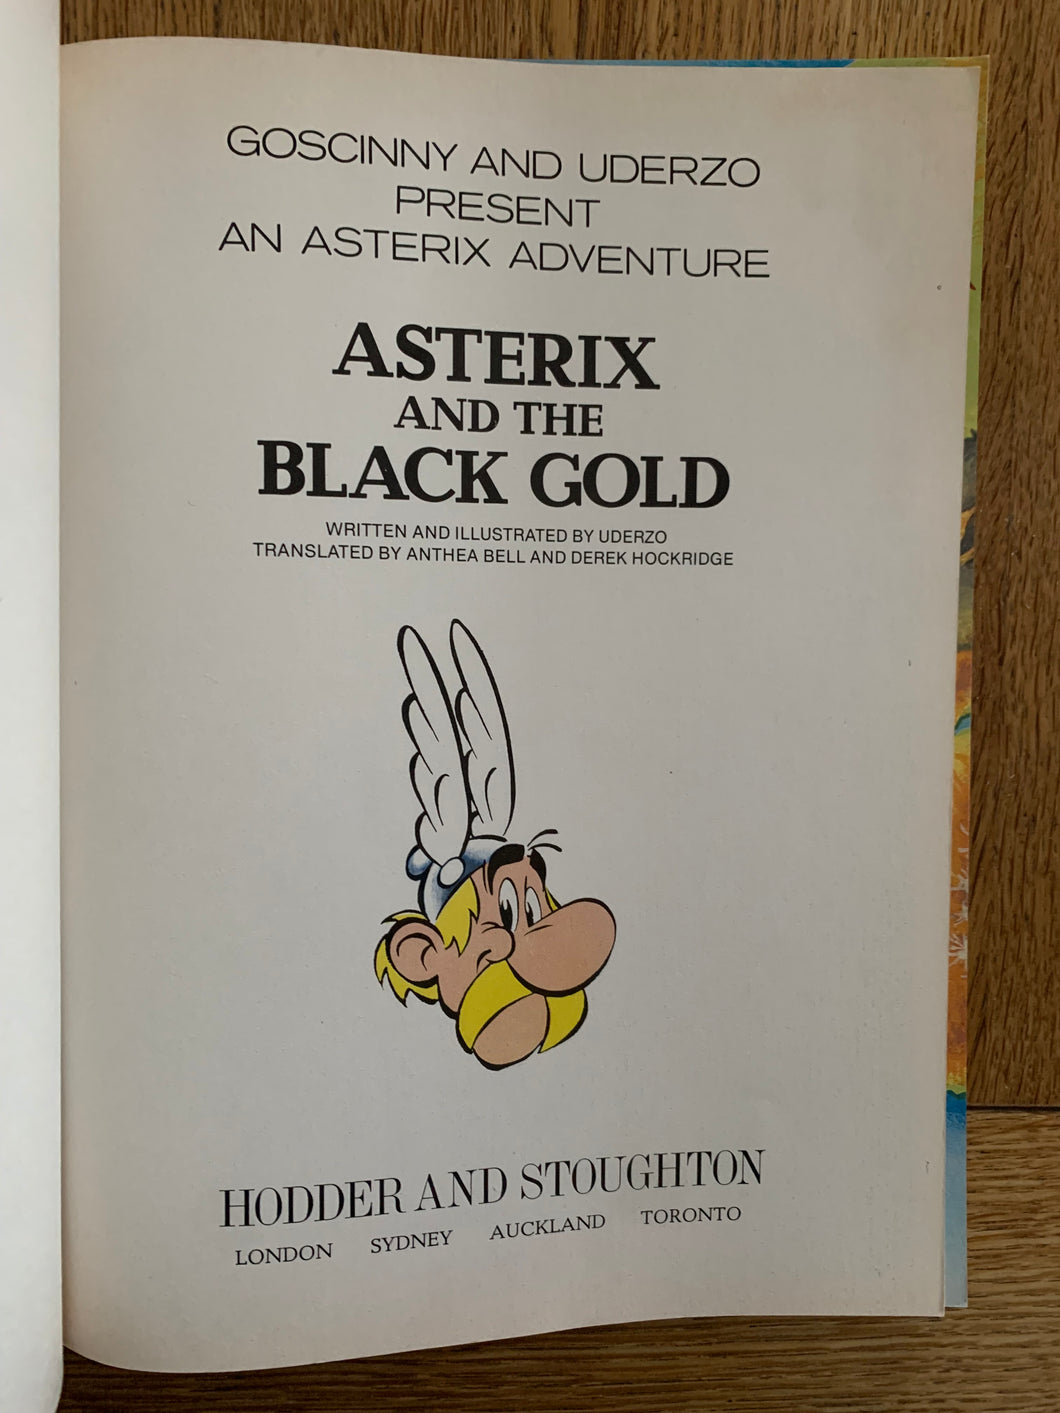 GOSCINNY AND UDERZO
PRESENT
AN ASTERIX ADVENTURE
ASTERIX
AND THE
BLACK GOLD
WRITTEN AND ILLUSTRATED BY UDERZO
TRANSLATED BY ANTHEA BELL AND DEREK HOCKRIDGE
HODDER AND STOUGHTON
LONDON SYDNEY AUCKLAND TORONTO